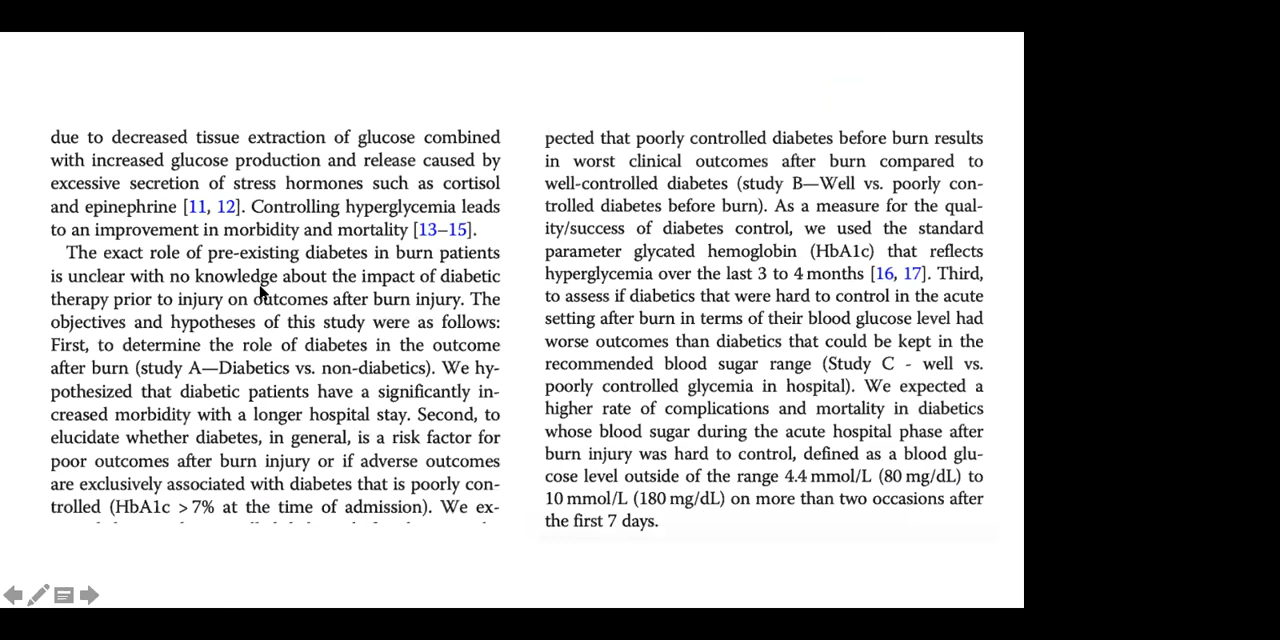 due to decreased tissue extraction of glucose combined
with increased glucose production and release caused by
excessive secretion of stress hormones such as cortisol
and epinephrine [11, 12]. Controlling hyperglycemia leads
to an improvement in morbidity and mortality [13–15].
The exact role of pre-existing diabetes in burn patients
is unclear with no knowledge about the impact of diabetic
therapy prior to injury on outcomes after burn injury. The
objectives and hypotheses of this study were as follows:
First, to determine the role of diabetes in the outcome
after burn (study A—Diabetics vs. non-diabetics). We hy-
pothesized that diabetic patients have a significantly in-
creased morbidity with a longer hospital stay. Second, to
elucidate whether diabetes, in general, is a risk factor for
poor outcomes after burn injury or if adverse outcomes
are exclusively associated with diabetes that is poorly con-
trolled (HbA1c >7% at the time of admission). We ex-
pected that poorly controlled diabetes before burn results
in worst clinical outcomes after burn compared to
well-controlled diabetes (study B—Well vs. poorly con-
trolled diabetes before burn). As a measure for the qual-
ity/success of diabetes control, we used the standard
parameter glycated hemoglobin (HbA1c) that reflects
hyperglycemia over the last 3 to 4 months [16, 17]. Third,
to assess if diabetics that were hard to control in the acute
setting after burn in terms of their blood glucose level had
worse outcomes than diabetics that could be kept in the
recommended blood sugar range (Study C - well vs.
poorly controlled glycemia in hospital). We expected a
higher rate of complications and mortality in diabetics
whose blood sugar during the acute hospital phase after
burn injury was hard to control, defined as a blood glu-
cose level outside of the range 4.4 mmol/L (80 mg/dL) to
10 mmol/L (180 mg/dL) on more than two occasions after
the first 7 days.